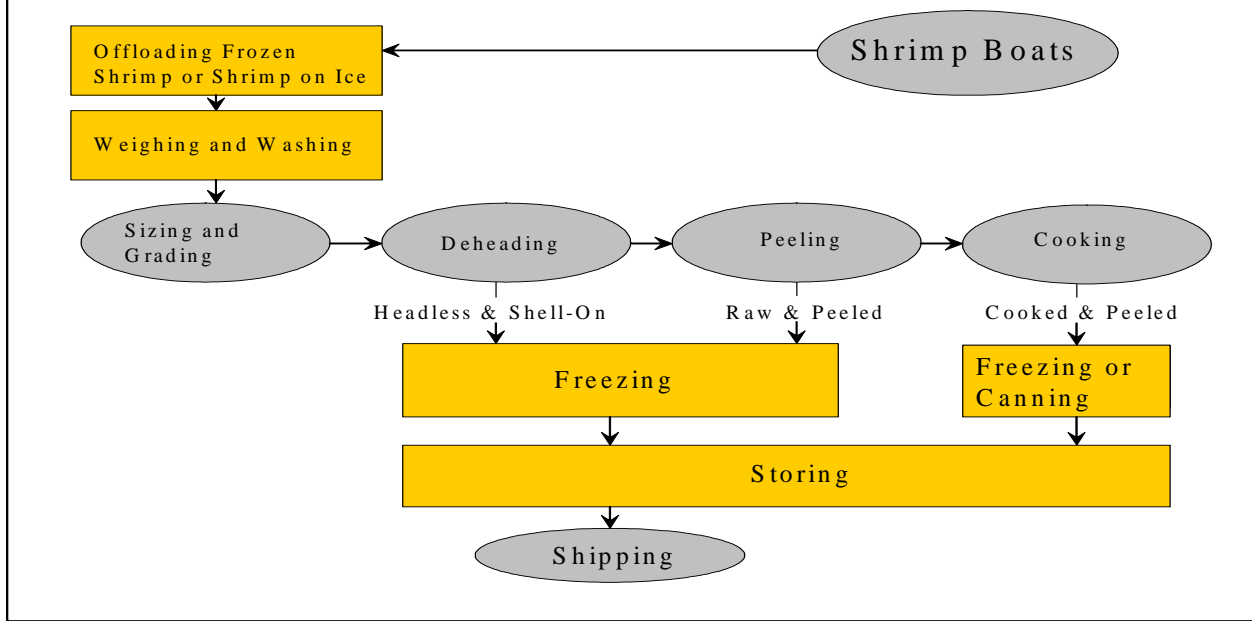 Shrimp Boats
Offloading Frozen
Shrimp or Shrimp on Ice
Weighing and Washing
Sizing and
Grading
Deheading
Peeling
Cooking
Headless & Shell-On
Raw & Peeled
Cooked & Peeled
Freezing
Freezing or
Canning
Storing
Shipping